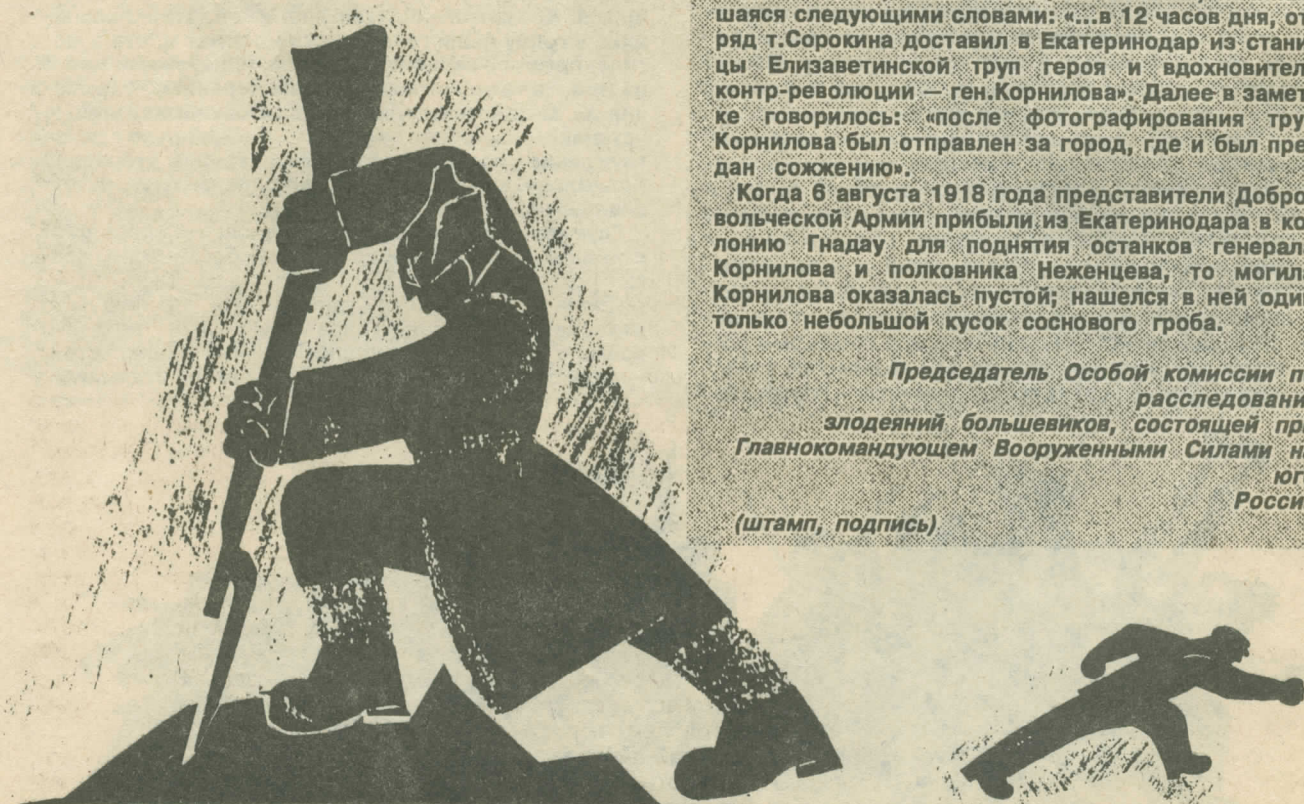 шаяся следующими словами: «...в 12 часов дня, от
ряд т.Сорокина доставил в Екатеринодар из стани
цы Елизаветинской труп героя и вдохновител
контр-революции — ген.Корнилова». Далее в замет
ке говорилось: «после фотографирования тру
Корнилова был отправлен за город, где и был пре
дан сожжению».
Когда 6 августа 1918 года представители Добро
вольческой Армии прибыли из Екатеринодара в ко
лонию Гнадау для поднятия останков генерал
Корнилова и полковника Неженцева, то могил
Корнилова оказалась пустой; нашелся в ней один
только небольшой кусок соснового гроба.
Председатель Особой комиссии п
расследовани
злодеяний большевиков, состоящей пр
Главнокомандующем Вооруженными Силами н
юг
Росси
(штамп, подпись)